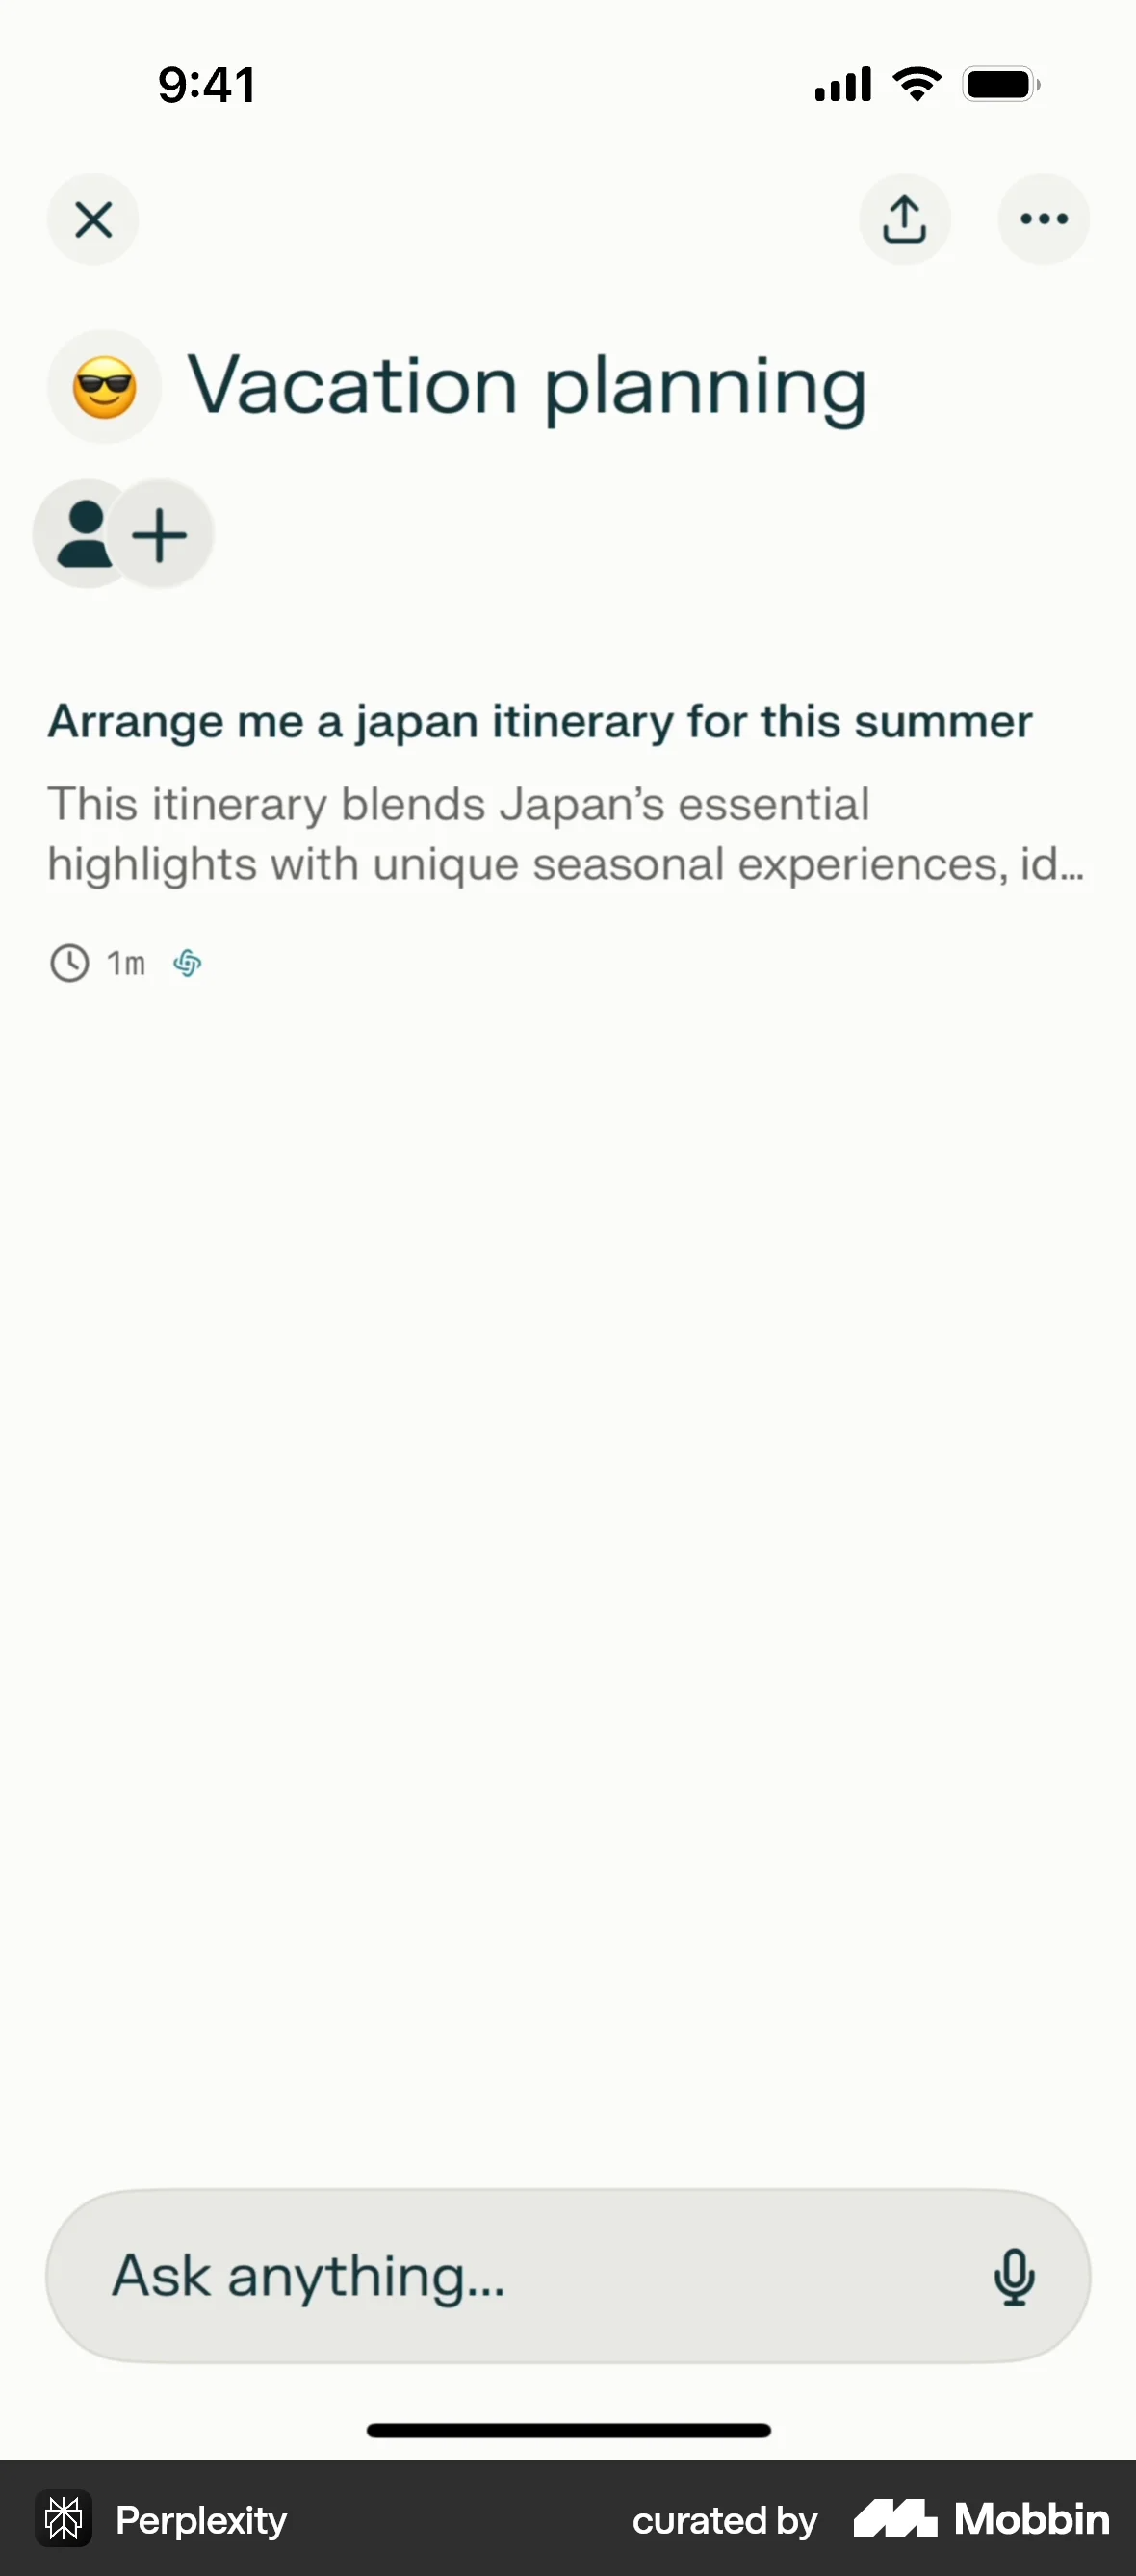 9:41
Vacation planning
Arrange me a japan itinerary for this summer
This itinerary blends Japan’s essential
highlights with unique seasonal experiences, id...
1m
Ask anything...
Perplexity
curated by Mobbin